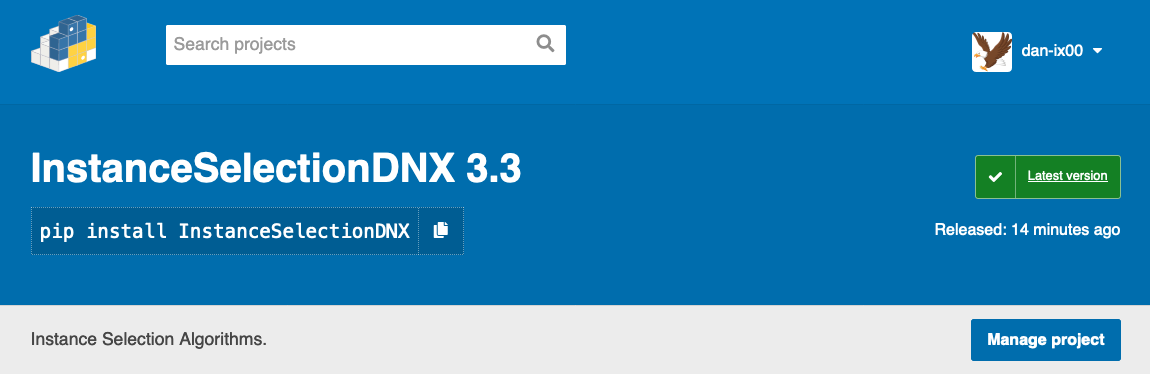 Search projects
dan-ix00
InstanceSelectionDNX 3.3
Latest version
pip install InstanceSelectionDNX
Released: 14 minutes ago
Instance Selection Algorithms.
Manage project